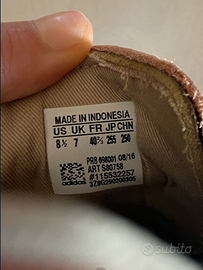 MADE IN INDONESIA
US UK FR JP CHN
8½ 7 40⅔ 255 250
PRB 698001 08/16
ART S80758
#115532257
3Z8G290200305
adidas
subito